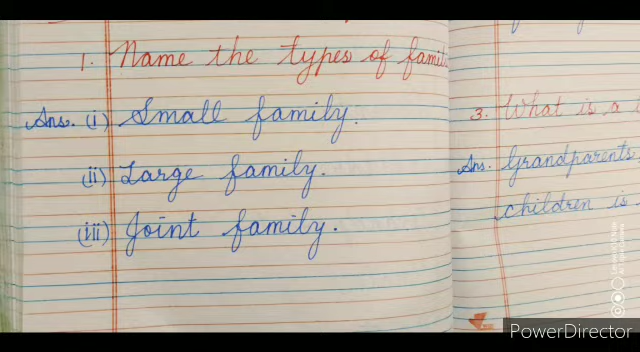 1. Name the types of famil
Ans. (i) Small family.
(ii) Large family.
(iii) Joint family.
3. What is a
Ans. Grandparents,
children is
PowerDirector